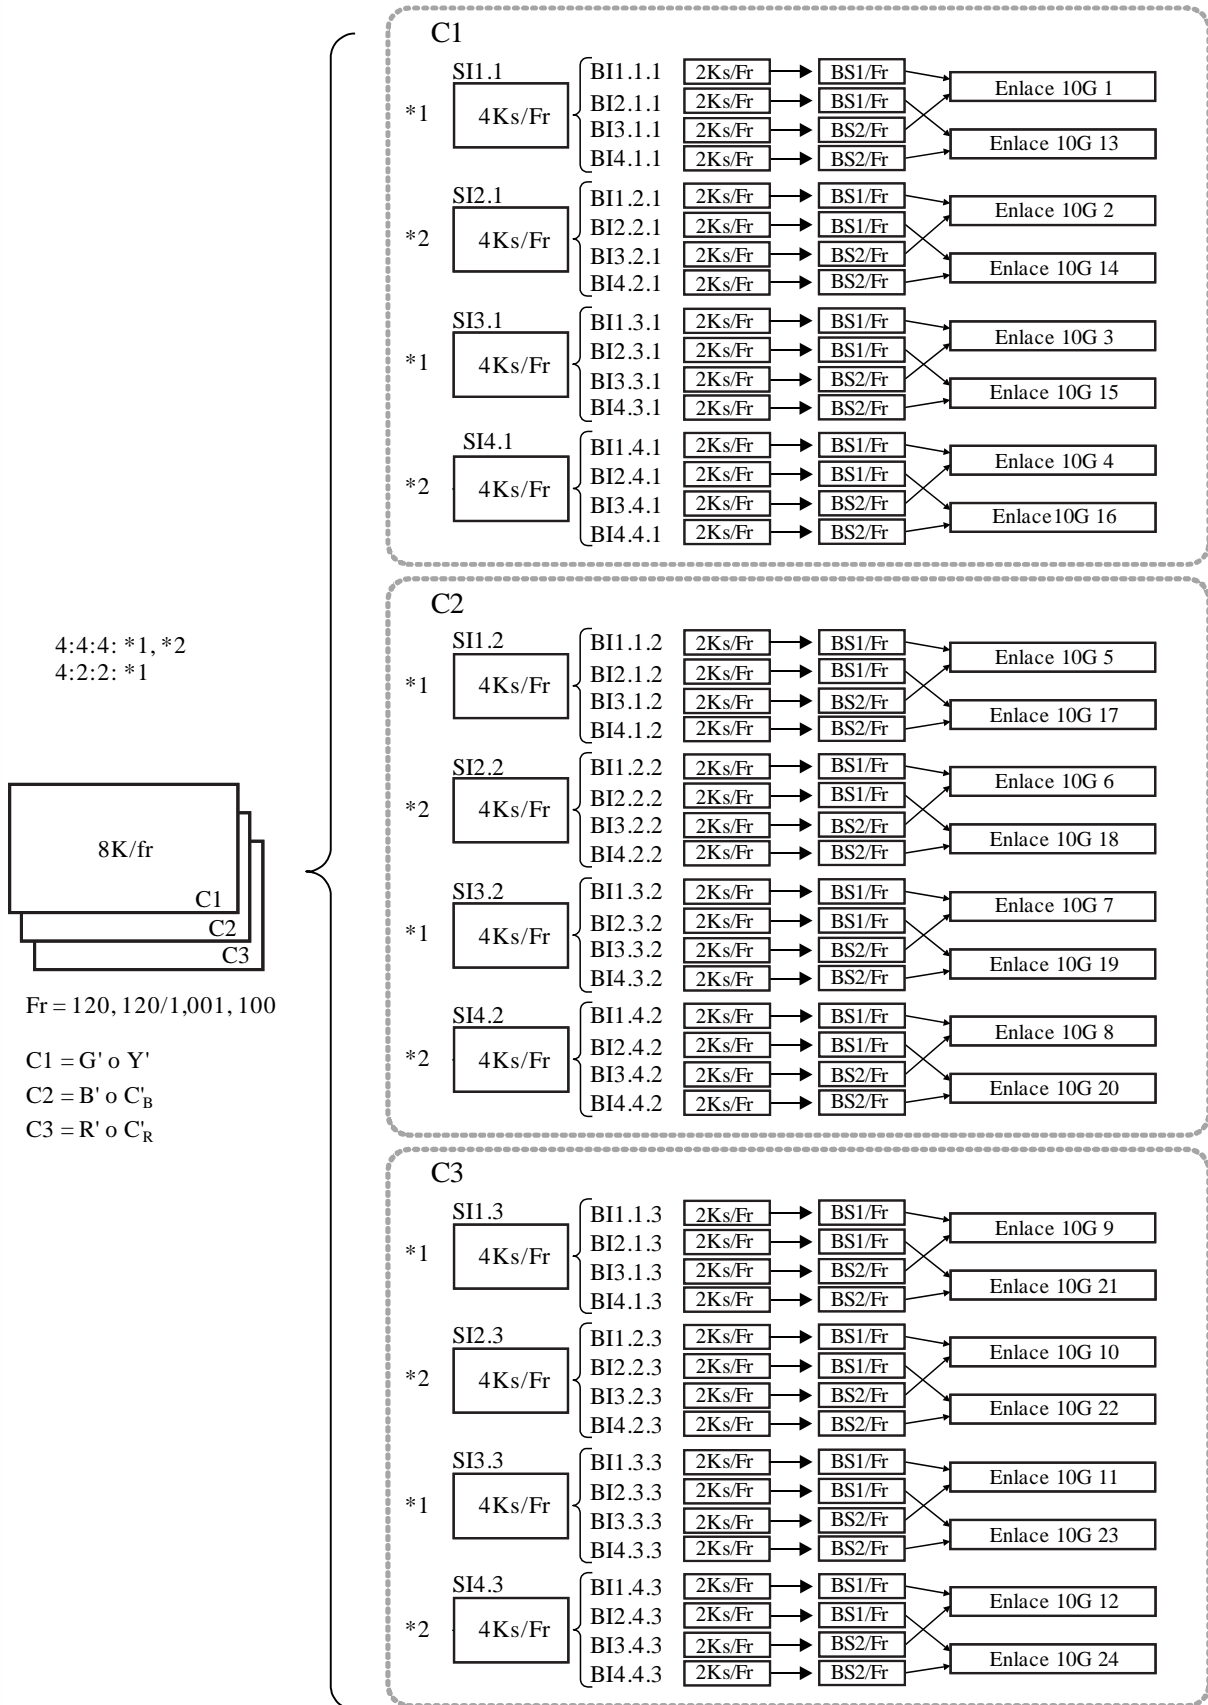 C1
SI1.1
*1
4Ks/Fr
BI1.1.1 2Ks/Fr BS1/Fr
BI2.1.1 2Ks/Fr BS1/Fr
BI3.1.1 2Ks/Fr BS2/Fr
BI4.1.1 2Ks/Fr BS2/Fr
Enlace 10G 1
Enlace 10G 13
SI2.1
*2
4Ks/Fr
BI1.2.1 2Ks/Fr BS1/Fr
BI2.2.1 2Ks/Fr BS1/Fr
BI3.2.1 2Ks/Fr BS2/Fr
BI4.2.1 2Ks/Fr BS2/Fr
Enlace 10G 2
Enlace 10G 14
SI3.1
*1
4Ks/Fr
BI1.3.1 2Ks/Fr BS1/Fr
BI2.3.1 2Ks/Fr BS1/Fr
BI3.3.1 2Ks/Fr BS2/Fr
BI4.3.1 2Ks/Fr BS2/Fr
Enlace 10G 3
Enlace 10G 15
SI4.1
*2
4Ks/Fr
BI1.4.1 2Ks/Fr BS1/Fr
BI2.4.1 2Ks/Fr BS1/Fr
BI3.4.1 2Ks/Fr BS2/Fr
BI4.4.1 2Ks/Fr BS2/Fr
Enlace 10G 4
Enlace10G 16
4:4:4: *1, *2
4:2:2: *1
8K/fr
C1
C2
C3
Fr = 120, 120/1,001, 100
C1 = G' o Y'
C2 = B' o C'B
C3 = R' o C'R
C2
SI1.2
*1
4Ks/Fr
BI1.1.2 2Ks/Fr BS1/Fr
BI2.1.2 2Ks/Fr BS1/Fr
BI3.1.2 2Ks/Fr BS2/Fr
BI4.1.2 2Ks/Fr BS2/Fr
Enlace 10G 5
Enlace 10G 17
SI2.2
*2
4Ks/Fr
BI1.2.2 2Ks/Fr BS1/Fr
BI2.2.2 2Ks/Fr BS1/Fr
BI3.2.2 2Ks/Fr BS2/Fr
BI4.2.2 2Ks/Fr BS2/Fr
Enlace 10G 6
Enlace 10G 18
SI3.2
*1
4Ks/Fr
BI1.3.2 2Ks/Fr BS1/Fr
BI2.3.2 2Ks/Fr BS1/Fr
BI3.3.2 2Ks/Fr BS2/Fr
BI4.3.2 2Ks/Fr BS2/Fr
Enlace 10G 7
Enlace 10G 19
SI4.2
*2
4Ks/Fr
BI1.4.2 2Ks/Fr BS1/Fr
BI2.4.2 2Ks/Fr BS1/Fr
BI3.4.2 2Ks/Fr BS2/Fr
BI4.4.2 2Ks/Fr BS2/Fr
Enlace 10G 8
Enlace 10G 20
C3
SI1.3
*1
4Ks/Fr
BI1.1.3 2Ks/Fr BS1/Fr
BI2.1.3 2Ks/Fr BS1/Fr
BI3.1.3 2Ks/Fr BS2/Fr
BI4.1.3 2Ks/Fr BS2/Fr
Enlace 10G 9
Enlace 10G 21
SI2.3
*2
4Ks/Fr
BI1.2.3 2Ks/Fr BS1/Fr
BI2.2.3 2Ks/Fr BS1/Fr
BI3.2.3 2Ks/Fr BS2/Fr
BI4.2.3 2Ks/Fr BS2/Fr
Enlace 10G 10
Enlace 10G 22
SI3.3
*1
4Ks/Fr
BI1.3.3 2Ks/Fr BS1/Fr
BI2.3.3 2Ks/Fr BS1/Fr
BI3.3.3 2Ks/Fr BS2/Fr
BI4.3.3 2Ks/Fr BS2/Fr
Enlace 10G 11
Enlace 10G 23
SI4.3
*2
4Ks/Fr
BI1.4.3 2Ks/Fr BS1/Fr
BI2.4.3 2Ks/Fr BS1/Fr
BI3.4.3 2Ks/Fr BS2/Fr
BI4.4.3 2Ks/Fr BS2/Fr
Enlace 10G 12
Enlace 10G 24